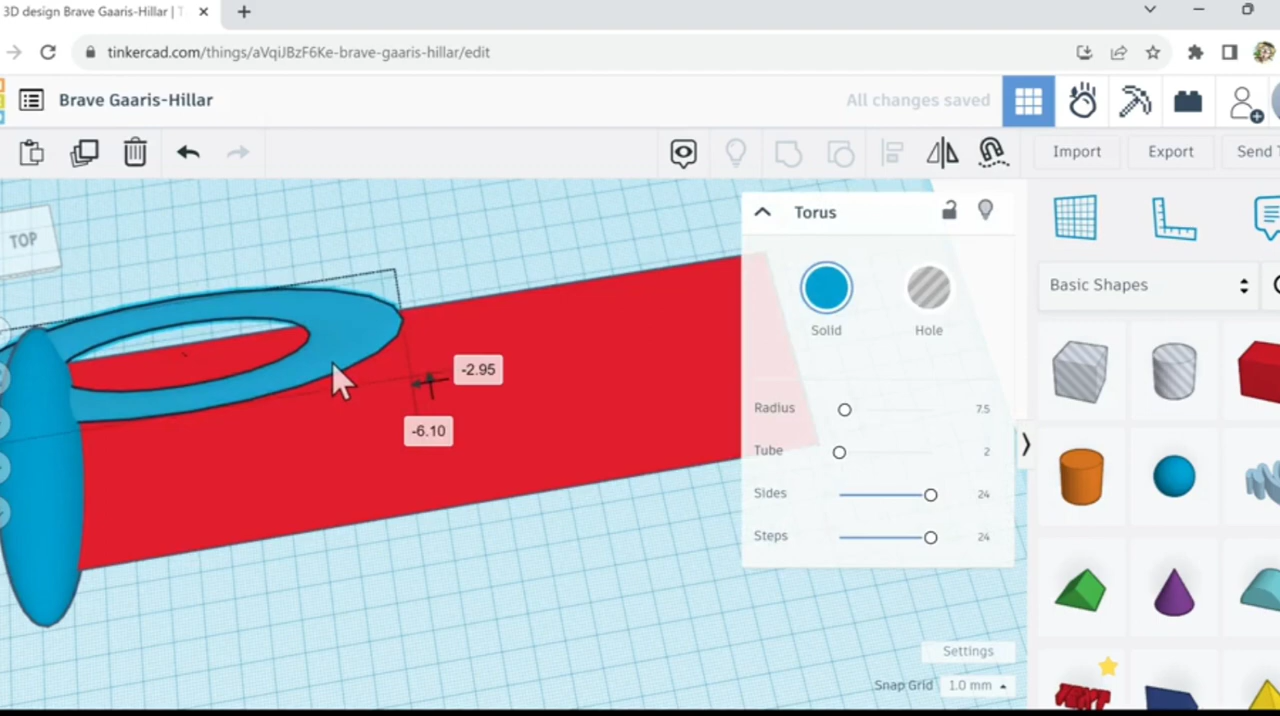 3D design Brave Gaaris-Hillar | T
tinkercad.com/things/aVqiJBzF6Ke-brave-gaaris-hillar/edit
Brave Gaaris-Hillar
All changes saved
Import
Export
Send T
TOP
Torus
Solid
Hole
Radius 7.5
Tube 2
Sides 24
Steps 24
-2.95
-6.10
Basic Shapes
TEXT
Settings
Snap Grid 1.0 mm